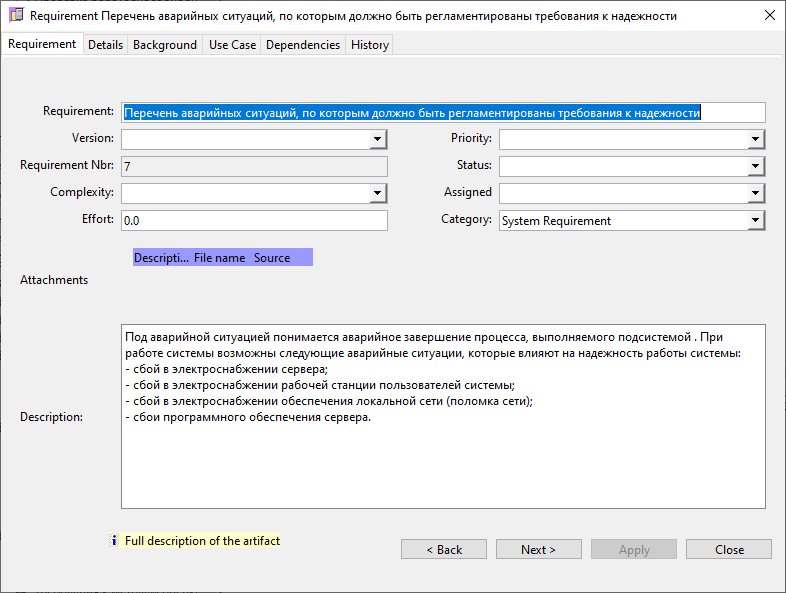 Requirement Перечень аварийных ситуаций, по которым должно быть регламентированы требования к надежности
Requirement Details Background Use Case Dependencies History
Requirement: Перечень аварийных ситуаций, по которым должно быть регламентированы требования к надежности
Version: Priority:
Requirement Nbr: 7 Status:
Complexity: Assigned
Effort: 0.0 Category: System Requirement
Descripti... File name Source
Attachments
Под аварийной ситуацией понимается аварийное завершение процесса, выполняемого подсистемой . При
работе системы возможны следующие аварийные ситуации, которые влияют на надежность работы системы:
- сбой в электроснабжении сервера;
- сбой в электроснабжении рабочей станции пользователей системы;
- сбой в электроснабжении обеспечения локальной сети (поломка сети);
- сбои программного обеспечения сервера.
Description:
Full description of the artifact
< Back Next > Apply Close